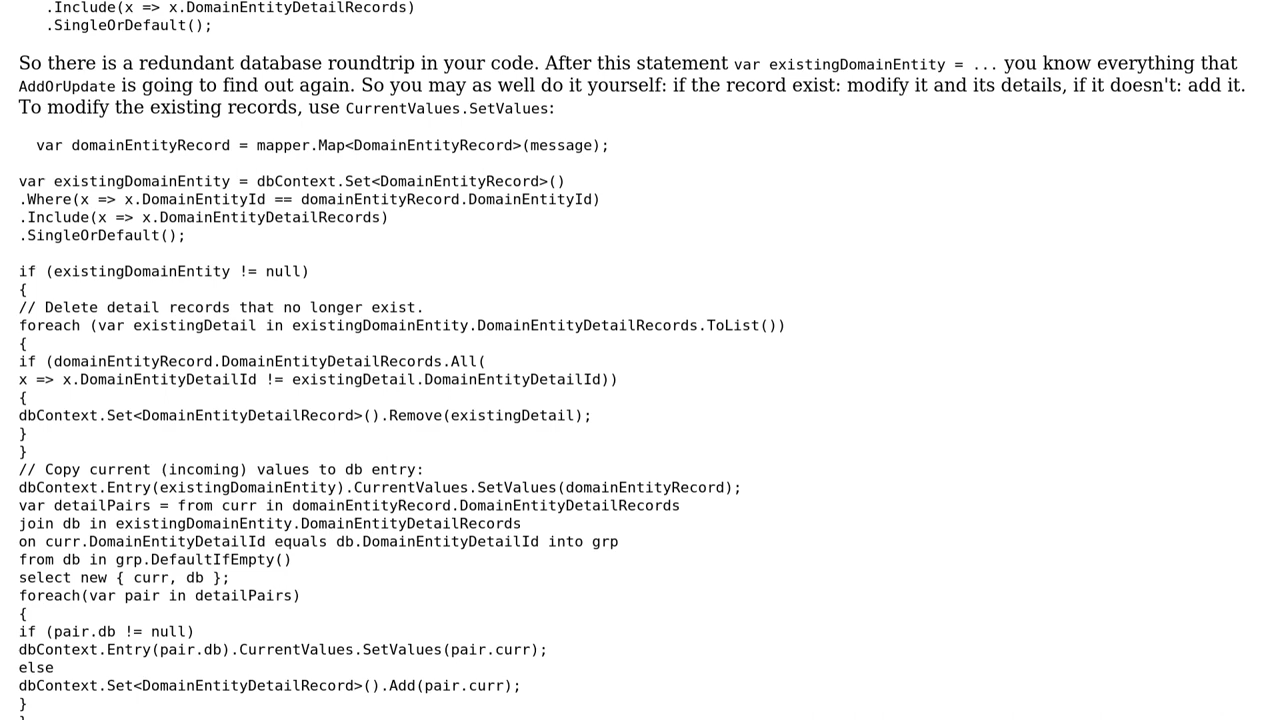 .Include(x => x.DomainEntityDetailRecords)
.SingleOrDefault();
So there is a redundant database roundtrip in your code. After this statement var existingDomainEntity = ... you know everything that
AddOrUpdate is going to find out again. So you may as well do it yourself: if the record exist: modify it and its details, if it doesn't: add it.
To modify the existing records, use CurrentValues.SetValues:
var domainEntityRecord = mapper.Map<DomainEntityRecord>(message);
var existingDomainEntity = dbContext.Set<DomainEntityRecord>()
.Where(x => x.DomainEntityId == domainEntityRecord.DomainEntityId)
.Include(x => x.DomainEntityDetailRecords)
.SingleOrDefault();
if (existingDomainEntity != null)
{
// Delete detail records that no longer exist.
foreach (var existingDetail in existingDomainEntity.DomainEntityDetailRecords.ToList())
{
if (domainEntityRecord.DomainEntityDetailRecords.All(
x => x.DomainEntityDetailId != existingDetail.DomainEntityDetailId))
{
dbContext.Set<DomainEntityDetailRecord>().Remove(existingDetail);
}
}
// Copy current (incoming) values to db entry:
dbContext.Entry(existingDomainEntity).CurrentValues.SetValues(domainEntityRecord);
var detailPairs = from curr in domainEntityRecord.DomainEntityDetailRecords
join db in existingDomainEntity.DomainEntityDetailRecords
on curr.DomainEntityDetailId equals db.DomainEntityDetailId into grp
from db in grp.DefaultIfEmpty()
select new { curr, db };
foreach(var pair in detailPairs)
{
if (pair.db != null)
dbContext.Entry(pair.db).CurrentValues.SetValues(pair.curr);
else
dbContext.Set<DomainEntityDetailRecord>().Add(pair.curr);
}
}